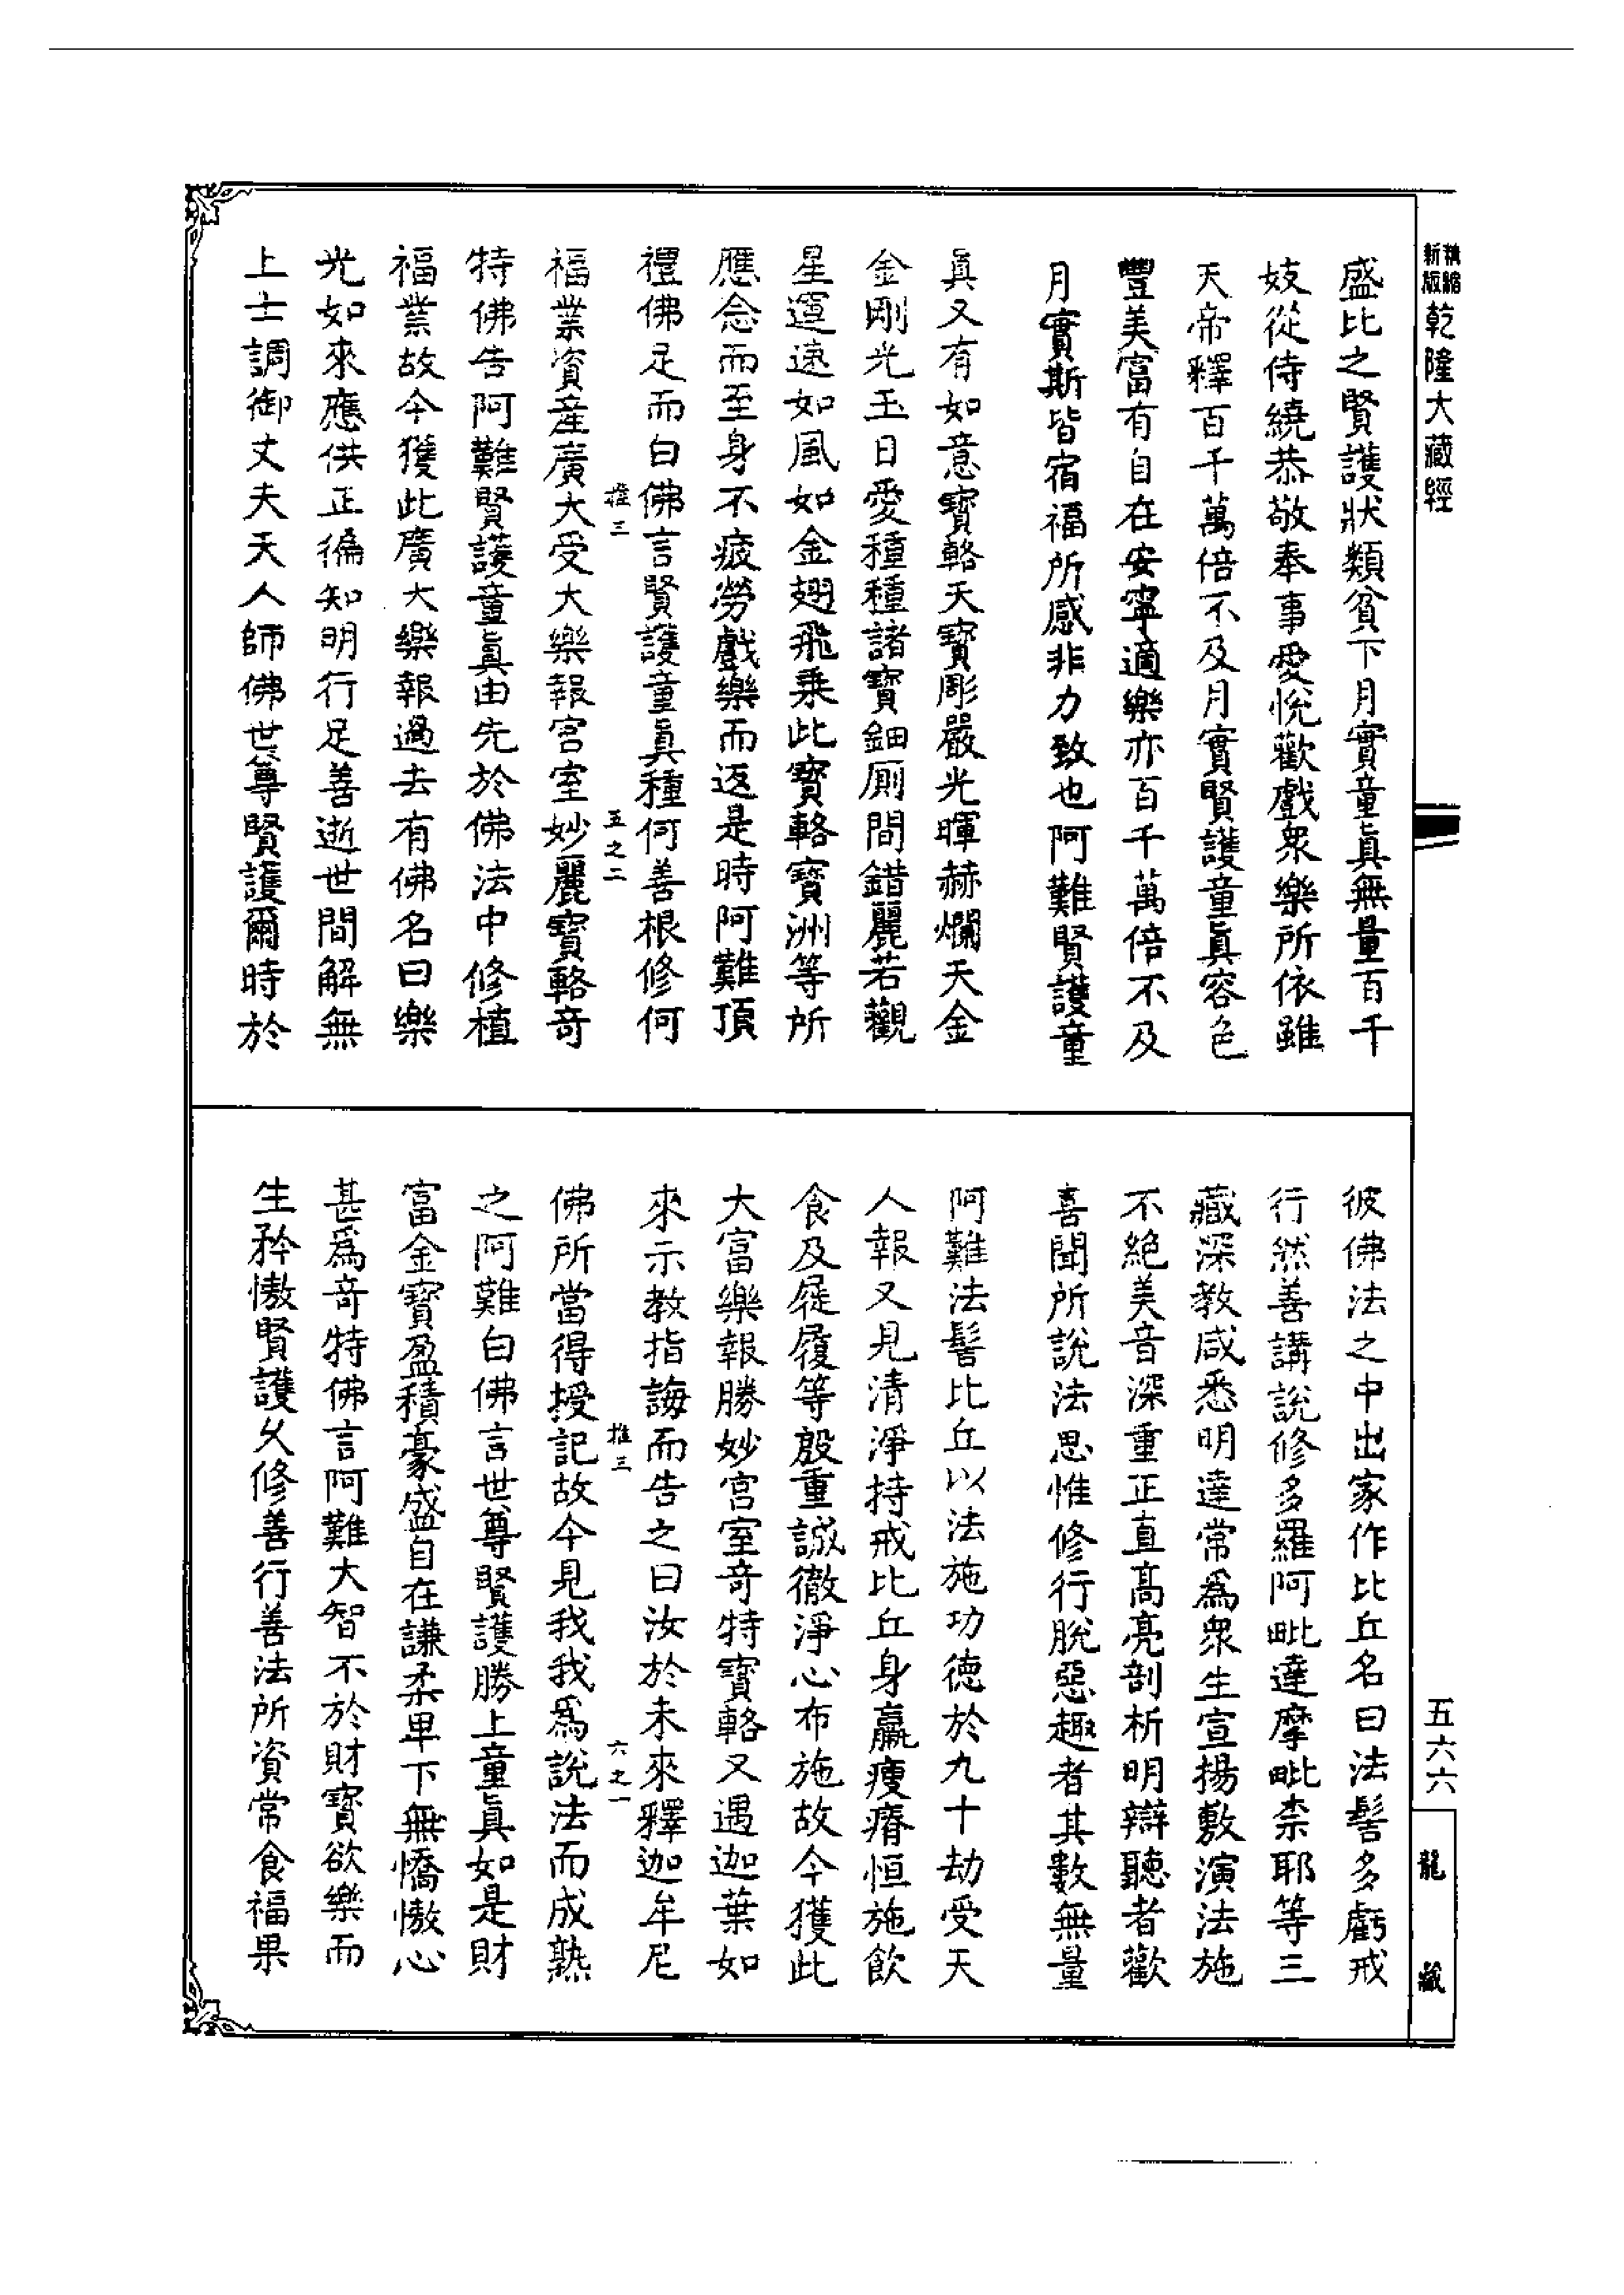 精縮新版乾隆大藏經
盛比之賢護狀類貧下月實童眞無量百千
妓從侍繞恭敬奉事愛悅歡戲衆樂所依雖
天帝釋百千萬倍不及月實賢護童眞容色
豐美富有自在安寧適樂亦百千萬倍不及
月實斯皆宿福所感非力致也阿難賢護童
眞又有如意寶輅天寶彫嚴光暉赫爛天金
金剛光玉日愛種種諸寶鈿厠間錯麗若觀
星運速如風如金翅飛乘此寶輅寶洲等所
應念而至身不疲勞戲樂而返是時阿難頂
禮佛足而白佛言賢護童眞種何善根修何
推三 五之二
福業資産廣大受大樂報宮室妙麗寶輅奇
特佛告阿難賢護童眞由先於佛法中修植
福業故今獲此廣大樂報過去有佛名曰樂
光如來應供正徧知明行足善逝世間解無
上士調御丈夫天人師佛世尊賢護爾時於
彼佛法之中出家作比丘名曰法髻多虧戒
行然善講說修多羅阿毗達摩毗柰耶等三
藏深教咸悉明達常爲衆生宣揚敷演法施
不絕美音深重正直高亮剖析明辯聽者歡
喜聞所說法思惟修行脫惡趣者其數無量
阿難法髻比丘以法施功德於九十劫受天
人報又見清淨持戒比丘身羸瘦瘠恒施飲
食及屣履等殷重誠徹淨心布施故今獲此
大富樂報勝妙宮室奇特寶輅又遇迦葉如
來示教指誨而告之曰汝於未來釋迦牟尼
推三 六之一
佛所當得授記故今見我我爲說法而成熟
之阿難白佛言世尊賢護勝上童眞如是財
富金寶盈積豪盛自在謙柔卑下無憍慠心
甚爲奇特佛言阿難大智不於財寶欲樂而
生矜慠賢護久修善行善法所資常食福果
五六六
龍藏